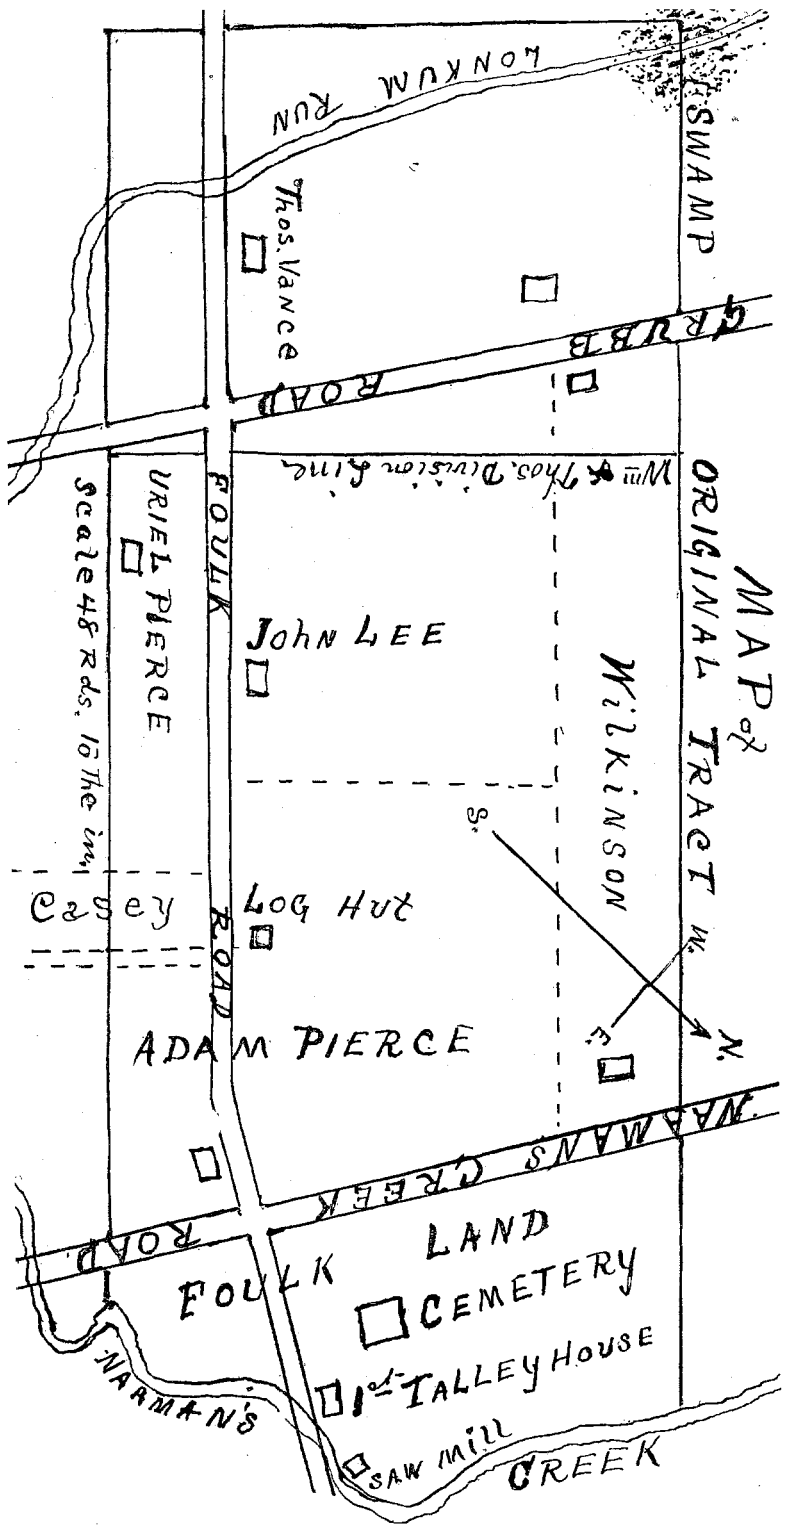 MAP of
ORIGINAL TRACT
SWAMP
LONKUM RUN
Thos. Vance
GRUBB ROAD
Wm & Thos. Division Line
URIEL PIERCE
Scale 48 Rds. To The in.
FOULK ROAD
JOHN LEE
WilKiNSON
S.
W.
N.
E.
Casey
LOG HUT
ADAM PIERCE
NAAMANS CREEK ROAD
FOULK LAND
CEMETERY
1st TALLEY HOUSE
SAW Mill
NAAMAN'S CREEK